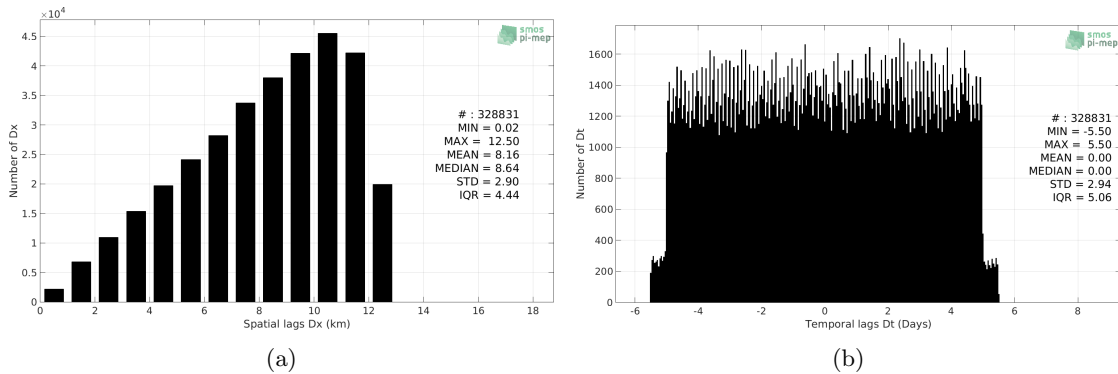 ×10⁴
4.5
4
3.5
3
2.5
2
1.5
1
0.5
0
Number of Dx
0 2 4 6 8 10 12 14 16 18
Spatial lags Dx (km)
smos
pi-mep
# : 328831
MIN = 0.02
MAX = 12.50
MEAN = 8.16
MEDIAN = 8.64
STD = 2.90
IQR = 4.44
(a)
1600
1400
1200
1000
800
600
400
200
0
Number of Dt
-6 -4 -2 0 2 4 6 8
Temporal lags Dt (Days)
smos
pi-mep
# : 328831
MIN = -5.50
MAX = 5.50
MEAN = 0.00
MEDIAN = 0.00
STD = 2.94
IQR = 5.06
(b)